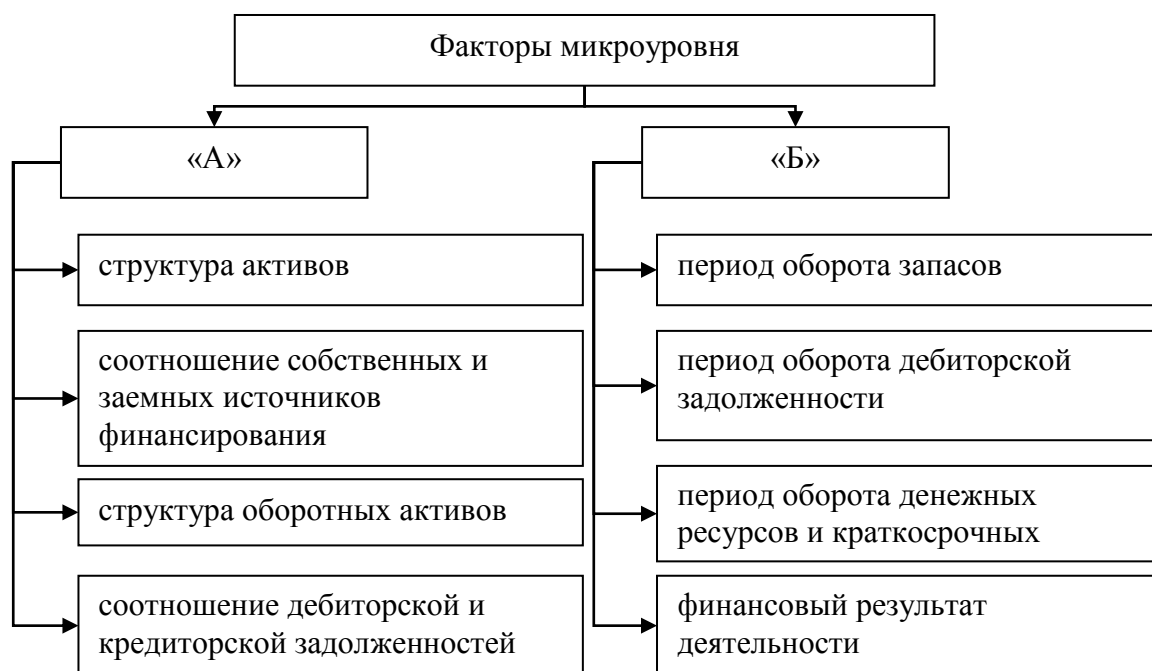 Факторы микроуровня
«А»
«Б»
структура активов
соотношение собственных и
заемных источников
финансирования
структура оборотных активов
соотношение дебиторской и
кредиторской задолженностей
период оборота запасов
период оборота дебиторской
задолженности
период оборота денежных
ресурсов и краткосрочных
финансовый результат
деятельности